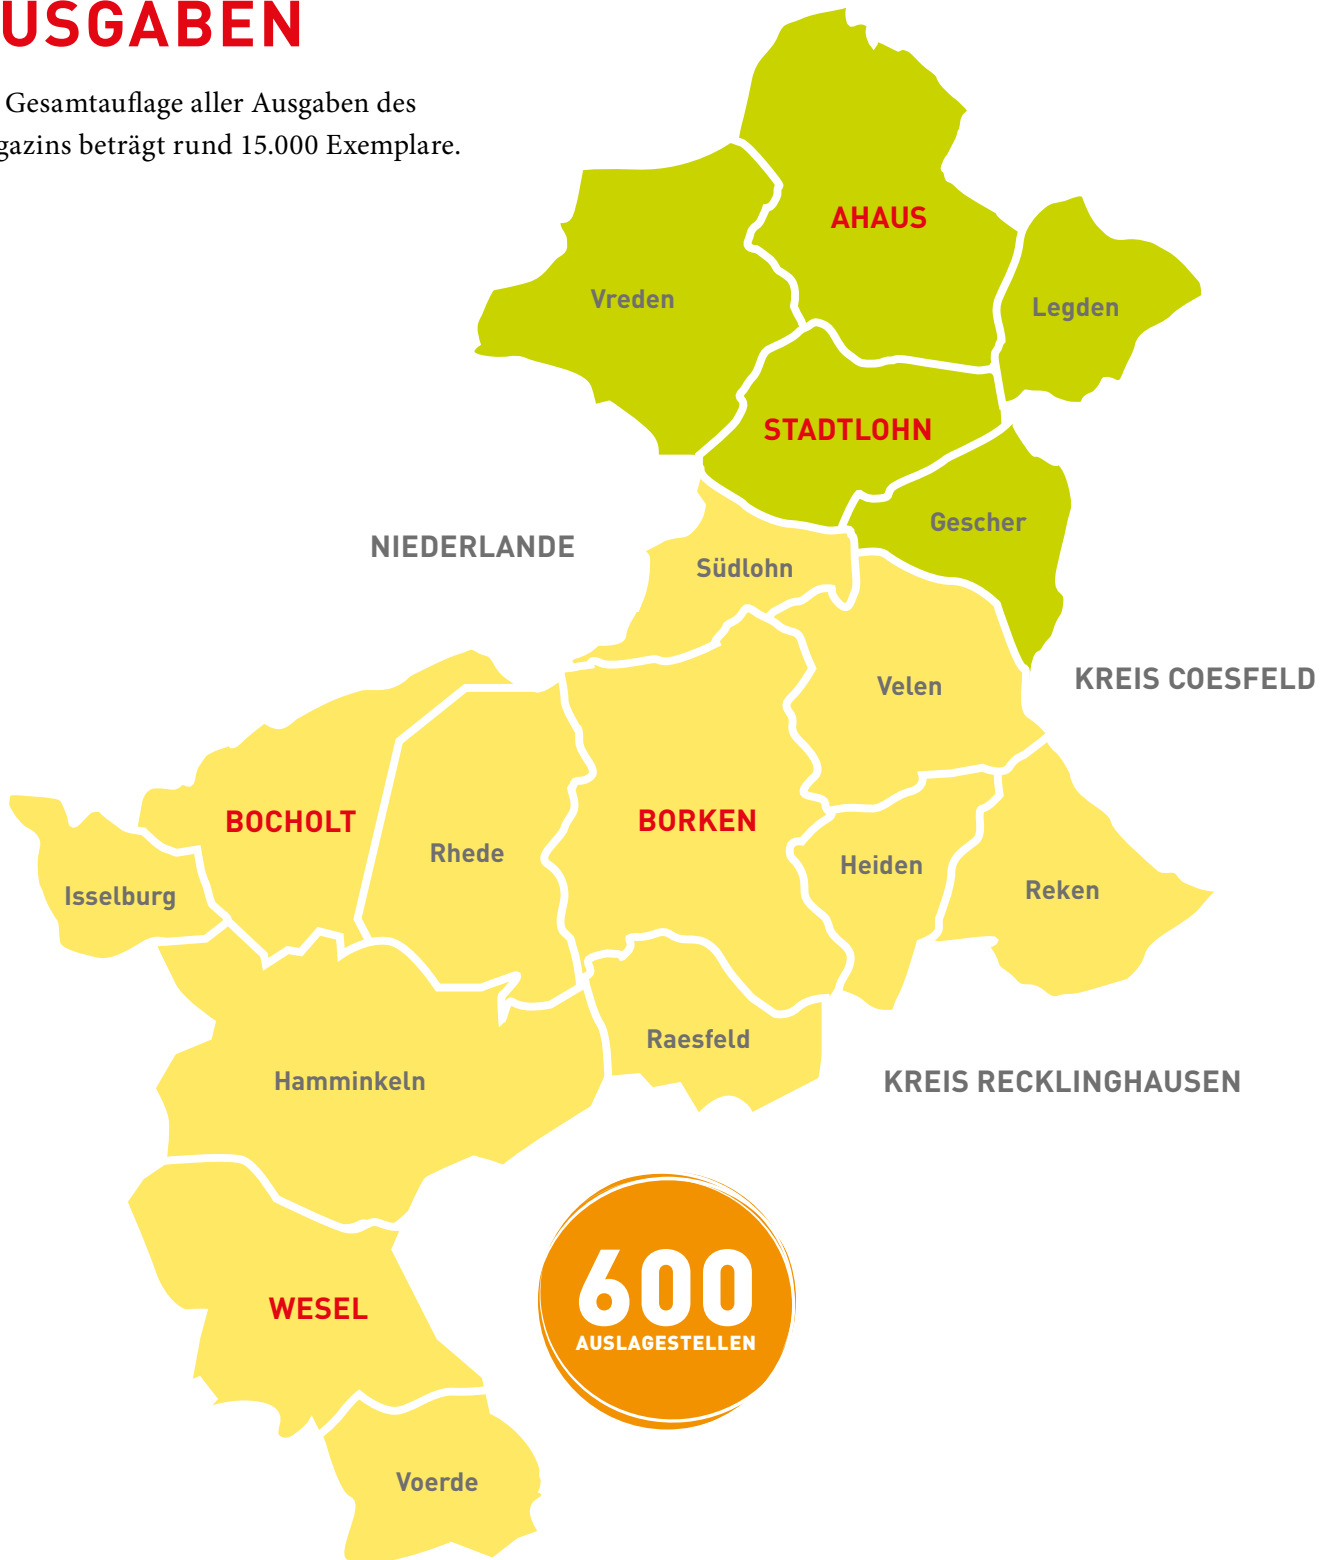 USGABEN
Gesamtauflage aller Ausgaben des
gazins beträgt rund 15.000 Exemplare.
AHAUS
Vreden
Legden
STADTLOHN
Gescher
NIEDERLANDE
Südlohn
KREIS COESFELD
Velen
BOCHOLT
BORKEN
Rhede
Heiden
Isselburg
Reken
Raesfeld
Hamminkeln
KREIS RECKLINGHAUSEN
600
AUSLAGESTELLEN
WESEL
Voerde